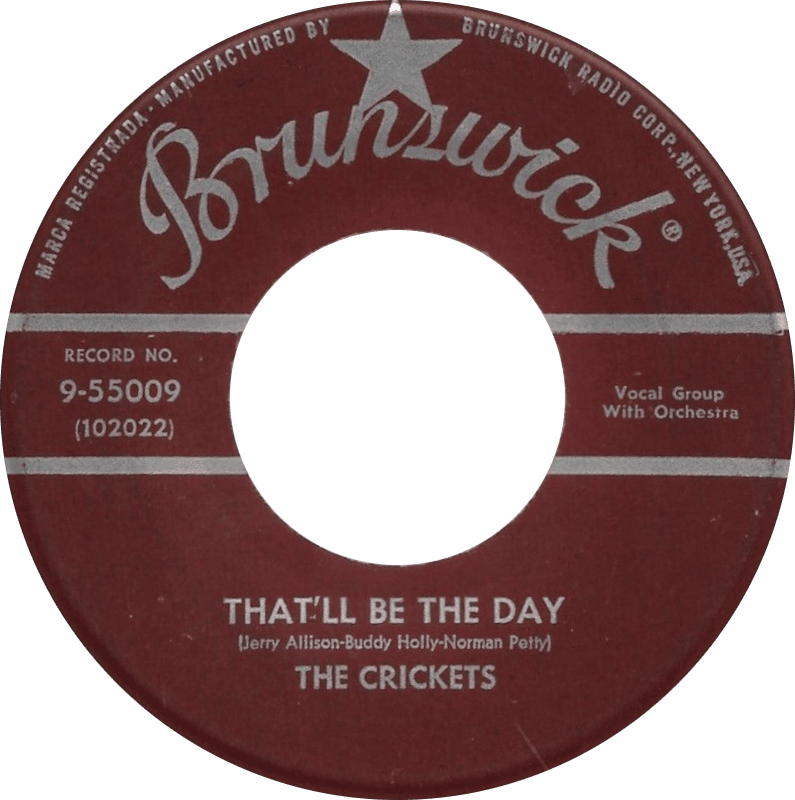 MARCA REGISTRADA · MANUFACTURED BY BRUNSWICK RADIO CORP., NEW YORK, USA
Brunswick®
RECORD NO.
9-55009
(102022)
Vocal Group
With Orchestra
THAT'LL BE THE DAY
(Jerry Allison-Buddy Holly-Norman Petty)
THE CRICKETS